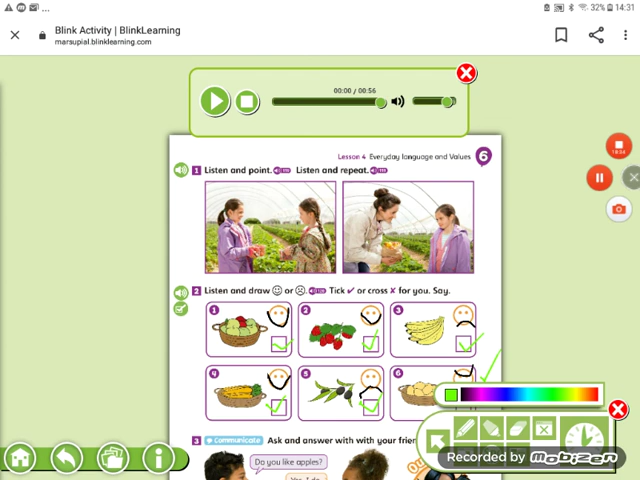 32% 14:31
Blink Activity | BlinkLearning
marsupial.blinklearning.com
00:00 / 00:56
Lesson 4 Everyday language and Values 6
1 Listen and point. Listen and repeat.
2 Listen and draw or Tick ✔ or cross ✘ for you. Say.
1 2 3
4 5 6
3 Communicate Ask and answer with with your frien
Do you like apples?
Yes, I do
Recorded by Mobizen